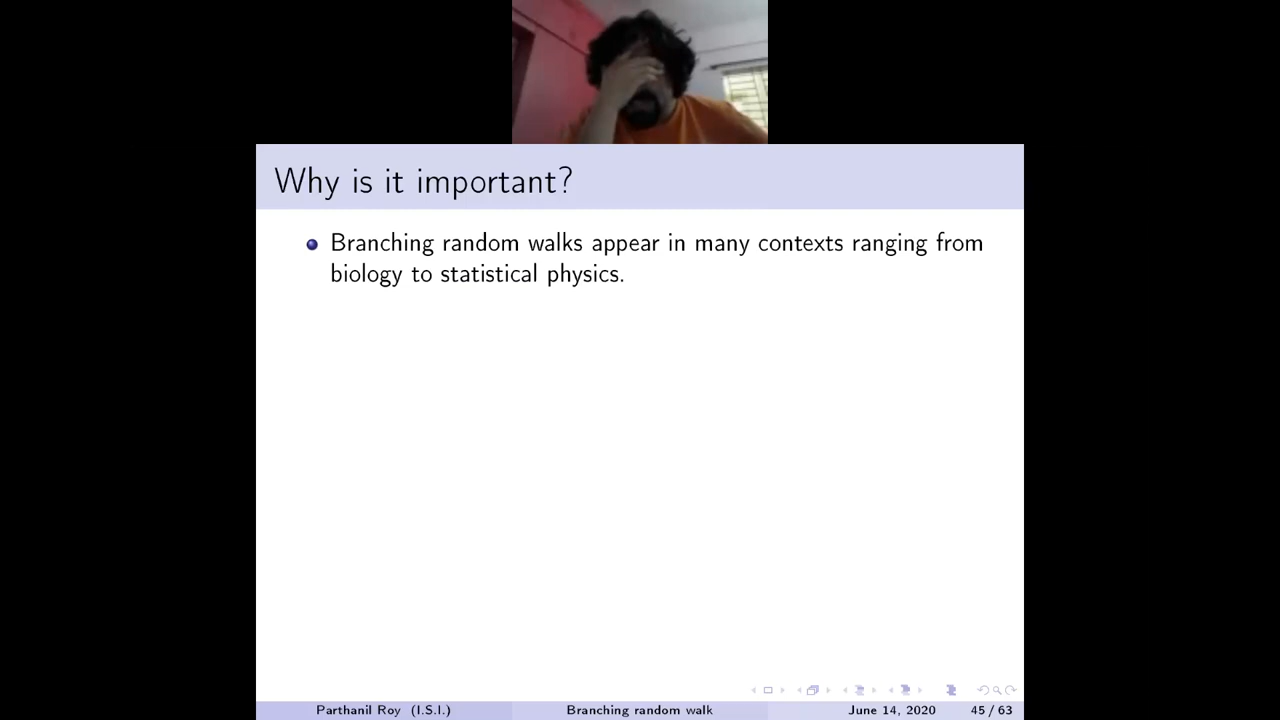 Why is it important?
Branching random walks appear in many contexts ranging from
biology to statistical physics.
Parthanil Roy (I.S.I.) Branching random walk June 14, 2020 45 / 63